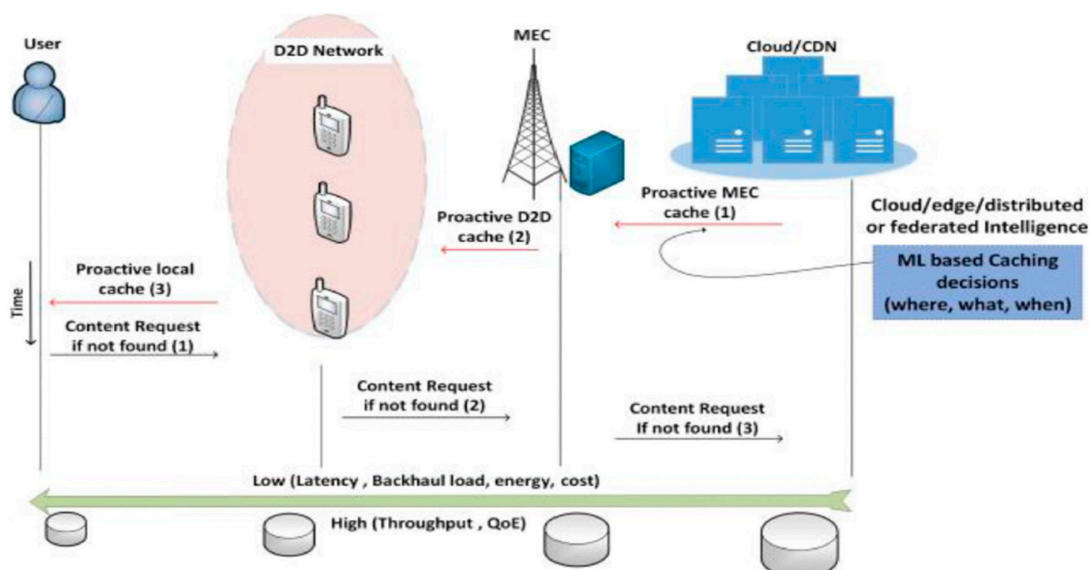 User
D2D Network
MEC
Cloud/CDN
Proactive MEC
cache (1)
Proactive D2D
cache (2)
Cloud/edge/distributed
or federated Intelligence
ML based Caching
decisions
(where, what, when)
Time
Proactive local
cache (3)
Content Request
if not found (1)
Content Request
if not found (2)
Content Request
If not found (3)
Low (Latency , Backhaul load, energy, cost)
High (Throughput , QoE)